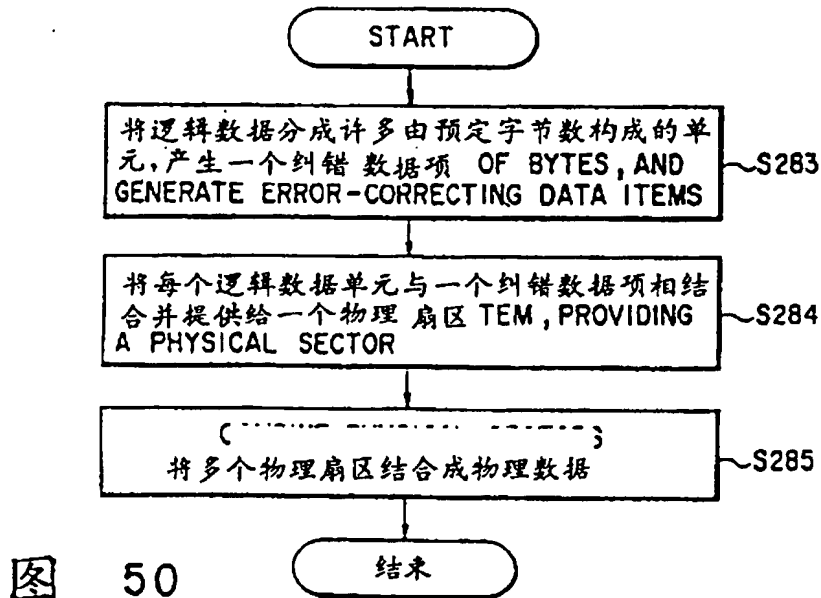 START
将逻辑数据分成许多由预定字节数构成的单
元,产生一个纠错数据项 OF BYTES, AND
GENERATE ERROR-CORRECTING DATA ITEMS
S283
将每个逻辑数据单元与一个纠错数据项相结
合并提供给一个物理扇区 TEM, PROVIDING
A PHYSICAL SECTOR
S284
将多个物理扇区结合成物理数据
S285
结束
图 50